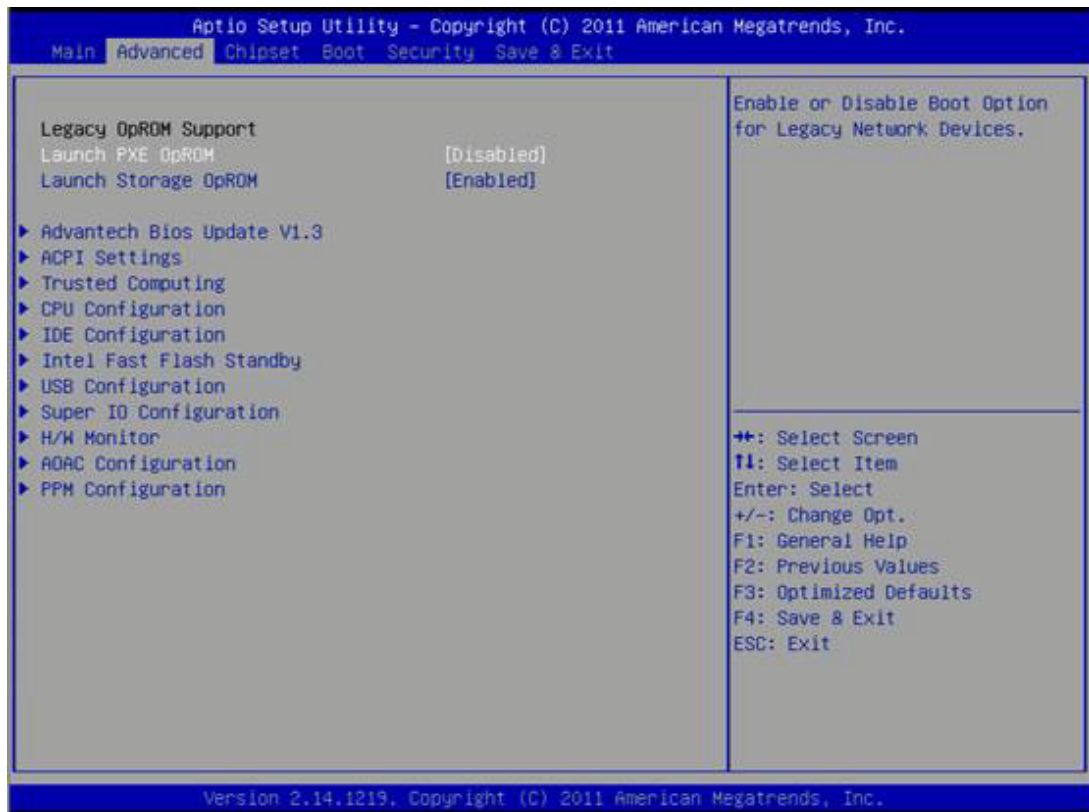 Aptio Setup Utility - Copyright (C) 2011 American Megatrends, Inc.
Main Advanced Chipset Boot Security Save & Exit
Legacy OpROM Support
Launch PXE OpROM [Disabled]
Launch Storage OpROM [Enabled]
Advantech Bios Update V1.3
ACPI Settings
Trusted Computing
CPU Configuration
IDE Configuration
Intel Fast Flash Standby
USB Configuration
Super IO Configuration
H/W Monitor
AOAC Configuration
PPM Configuration
Enable or Disable Boot Option
for Legacy Network Devices.
→←: Select Screen
↑↓: Select Item
Enter: Select
+/-: Change Opt.
F1: General Help
F2: Previous Values
F3: Optimized Defaults
F4: Save & Exit
ESC: Exit
Version 2.14.1219. Copyright (C) 2011 American Megatrends, Inc.